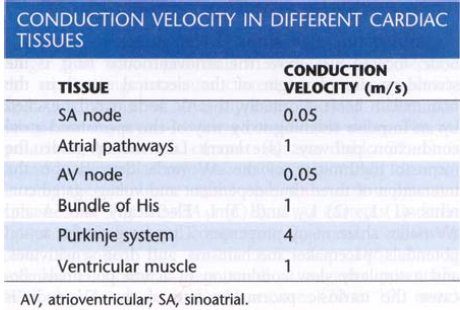 CONDUCTION VELOCITY IN DIFFERENT CARDIAC
TISSUES
TISSUE CONDUCTION VELOCITY (m/s)
SA node 0.05
Atrial pathways 1
AV node 0.05
Bundle of His 1
Purkinje system 4
Ventricular muscle 1
AV, atrioventricular; SA, sinoatrial.